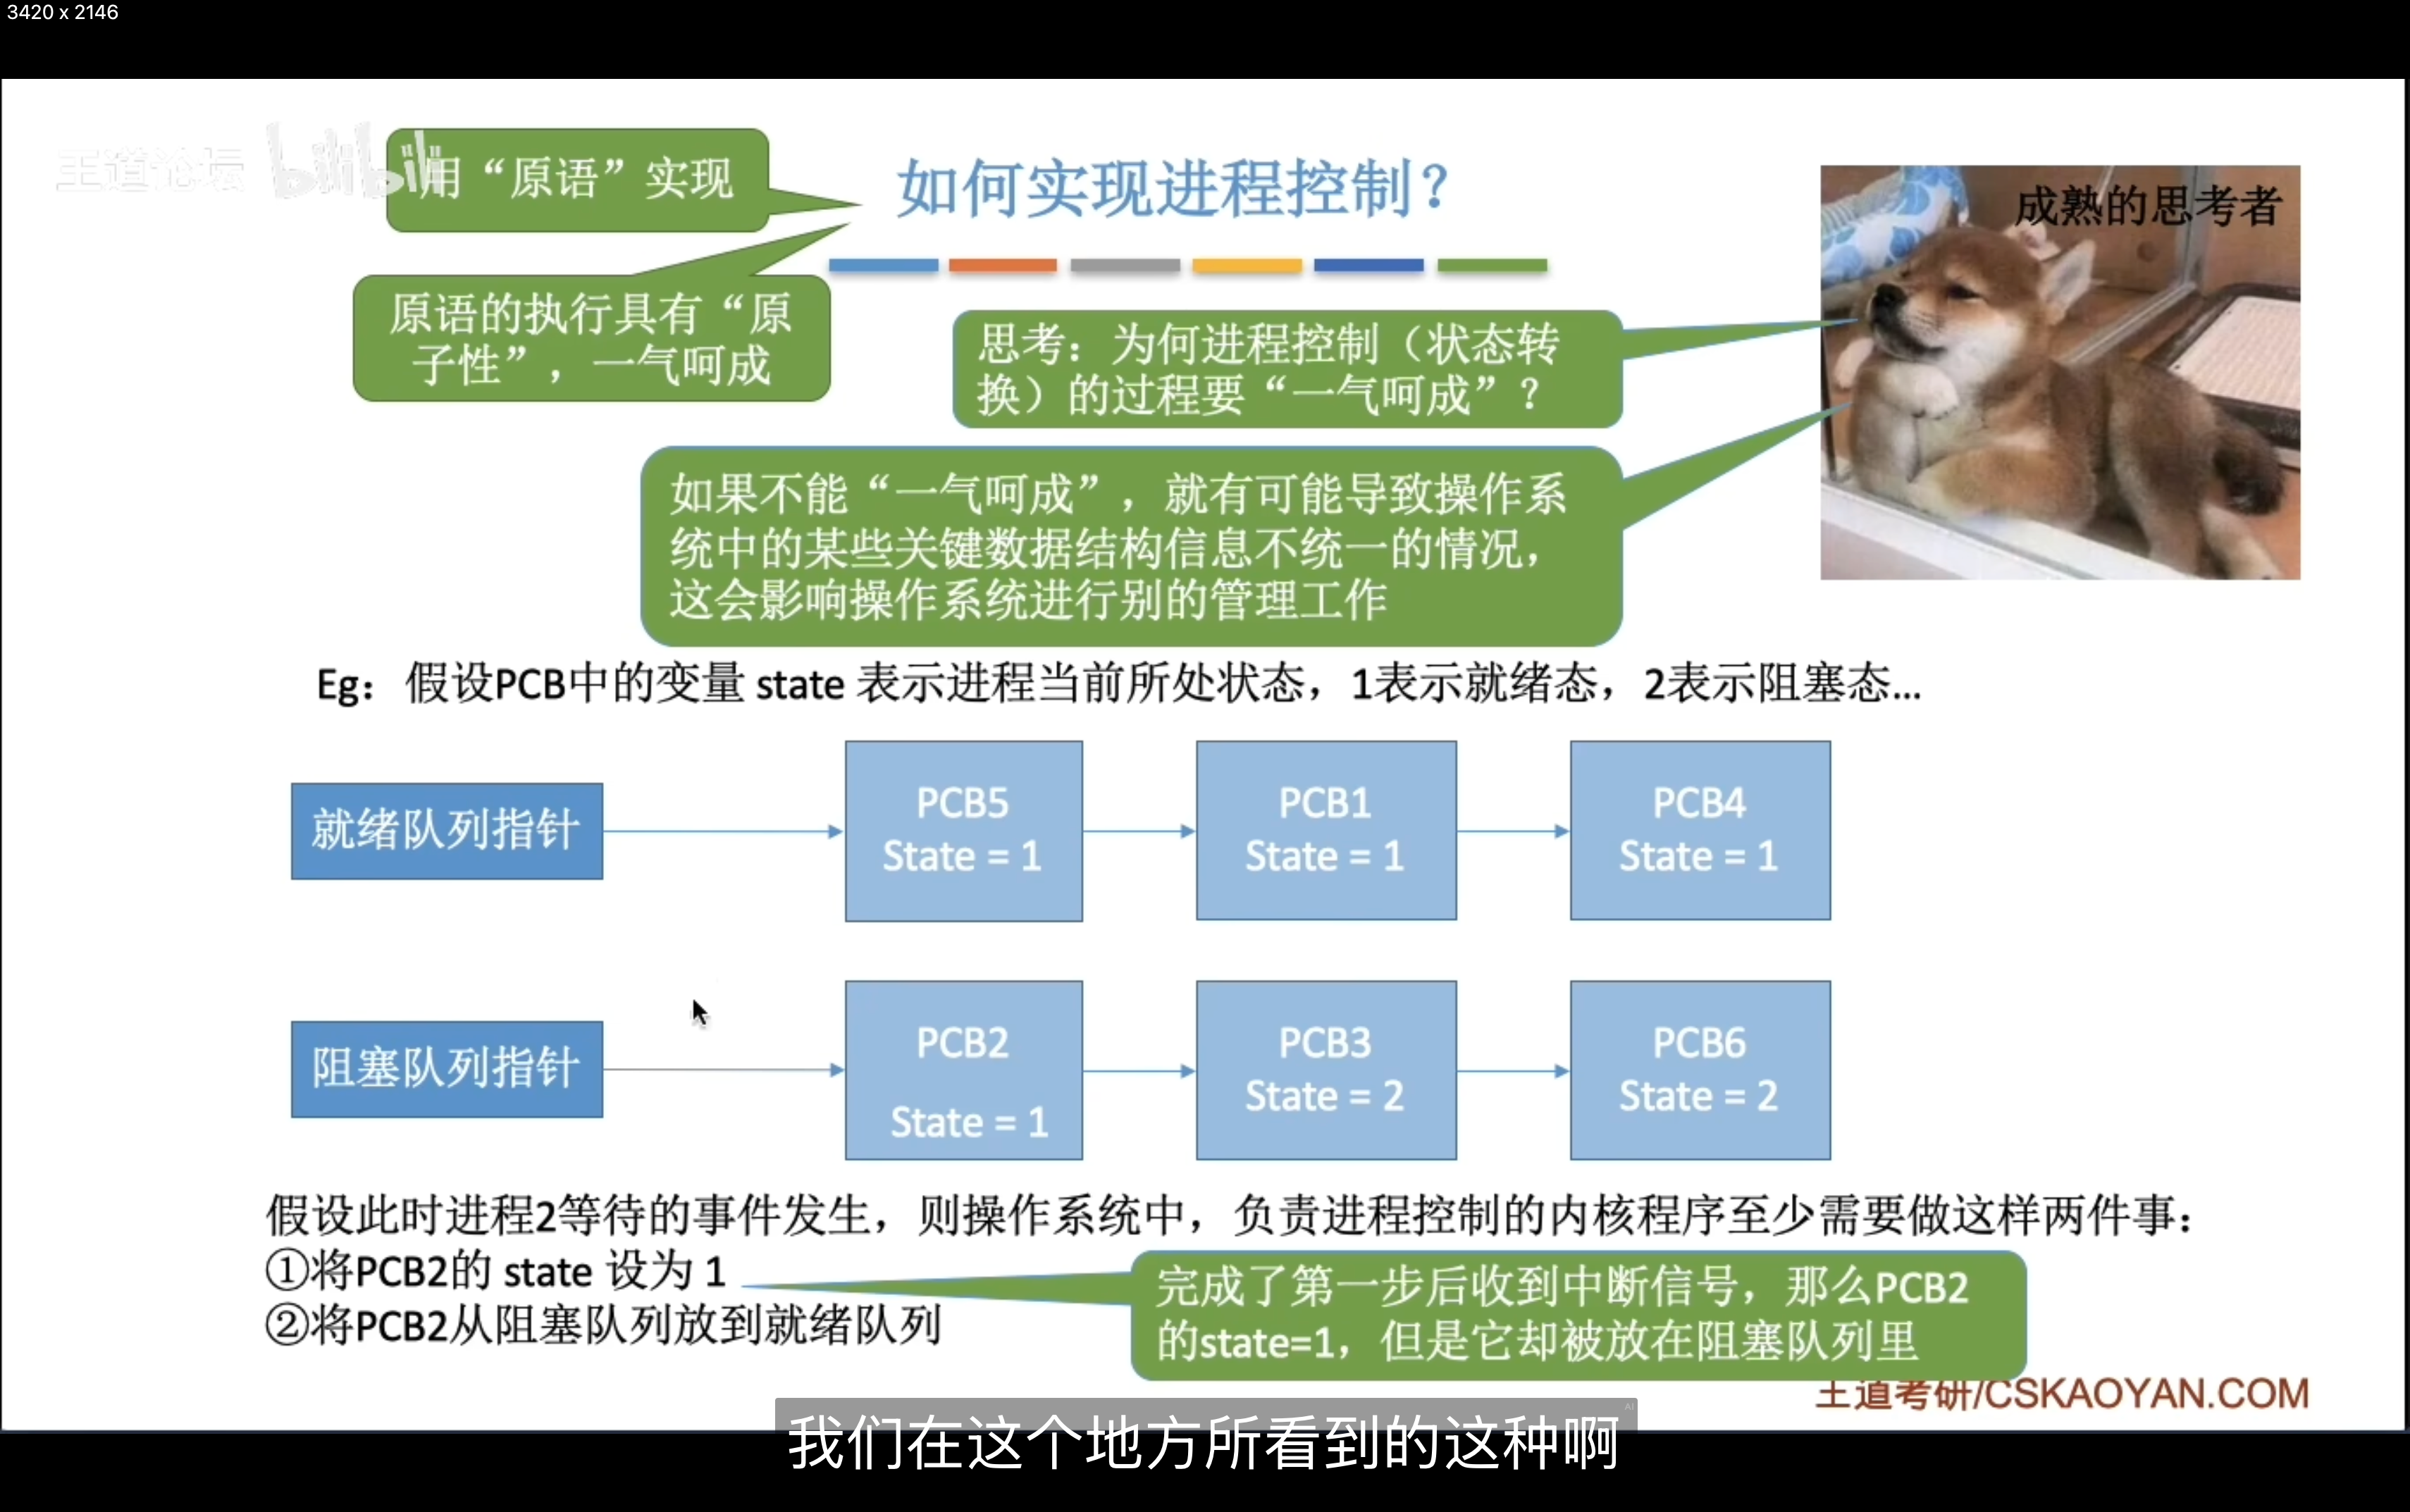 3420 x 2146
王道论坛 bilibili
用“原语”实现
如何实现进程控制？
成熟的思考者
原语的执行具有“原
子性”，一气呵成
思考：为何进程控制（状态转
换）的过程要“一气呵成”？
如果不能“一气呵成”，就有可能导致操作系
统中的某些关键数据结构信息不统一的情况，
这会影响操作系统进行别的管理工作
Eg：假设PCB中的变量 state 表示进程当前所处状态，1表示就绪态，2表示阻塞态...
就绪队列指针
PCB5
State = 1
PCB1
State = 1
PCB4
State = 1
阻塞队列指针
PCB2
State = 1
PCB3
State = 2
PCB6
State = 2
假设此时进程2等待的事件发生，则操作系统中，负责进程控制的内核程序至少需要做这样两件事：
①将PCB2的 state 设为 1
②将PCB2从阻塞队列放到就绪队列
完成了第一步后收到中断信号，那么PCB2
的state=1，但是它却被放在阻塞队列里
王道考研/CSKAOYAN.COM
AI
我们在这个地方所看到的这种啊